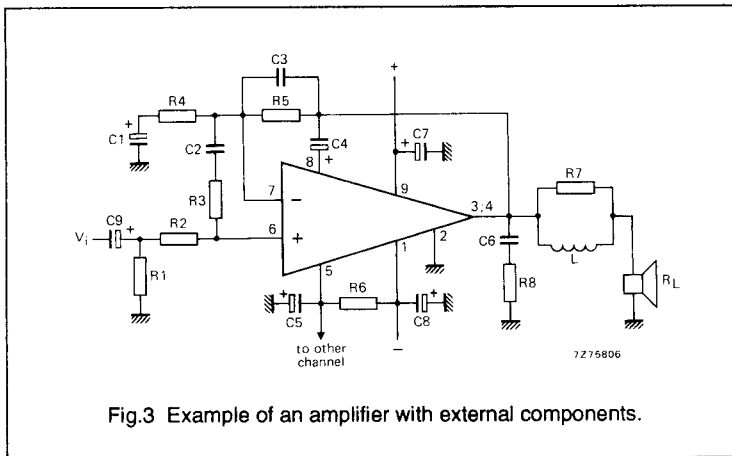 C3
R4
R5
C1
+
C2
8
C4
+
+
C7
+
R3
7
−
9
3;4
R7
C9
+
Vi
R2
6
+
1
2
C6
L
R1
5
R8
RL
+
C5
R6
+
C8
to other
channel
−
7Z75806
Fig.3 Example of an amplifier with external components.